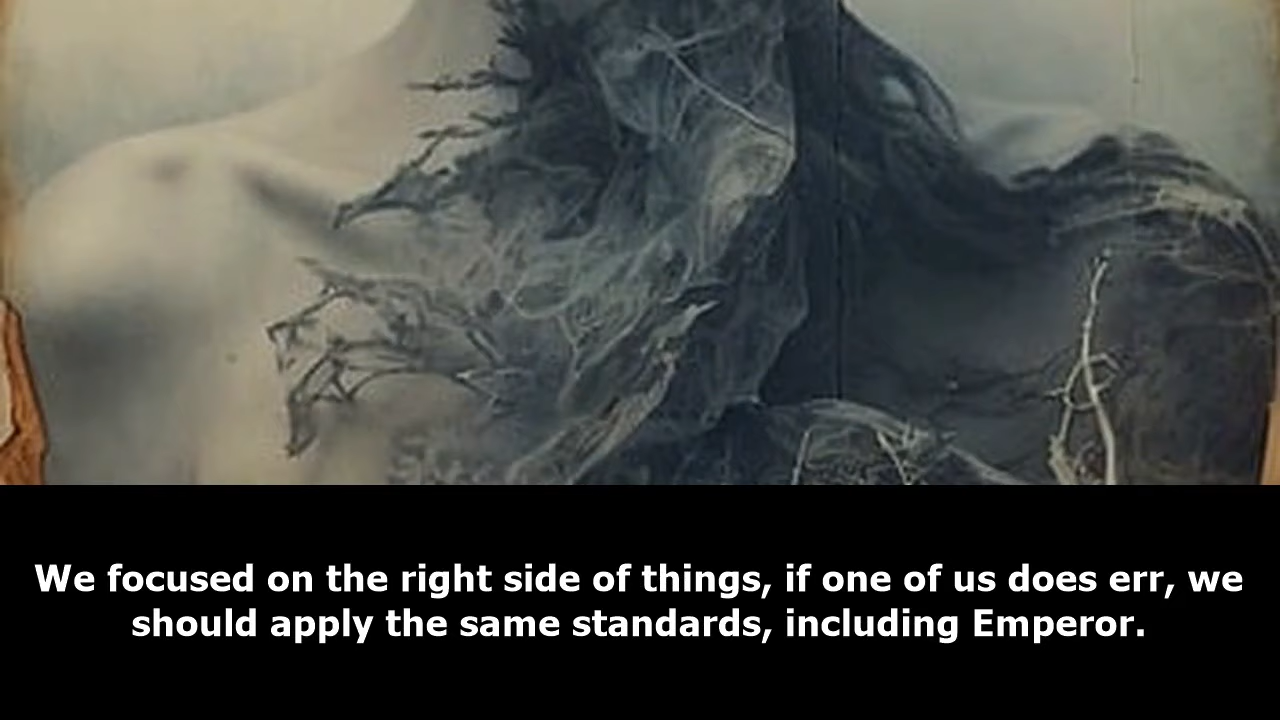 We focused on the right side of things, if one of us does err, we
should apply the same standards, including Emperor.